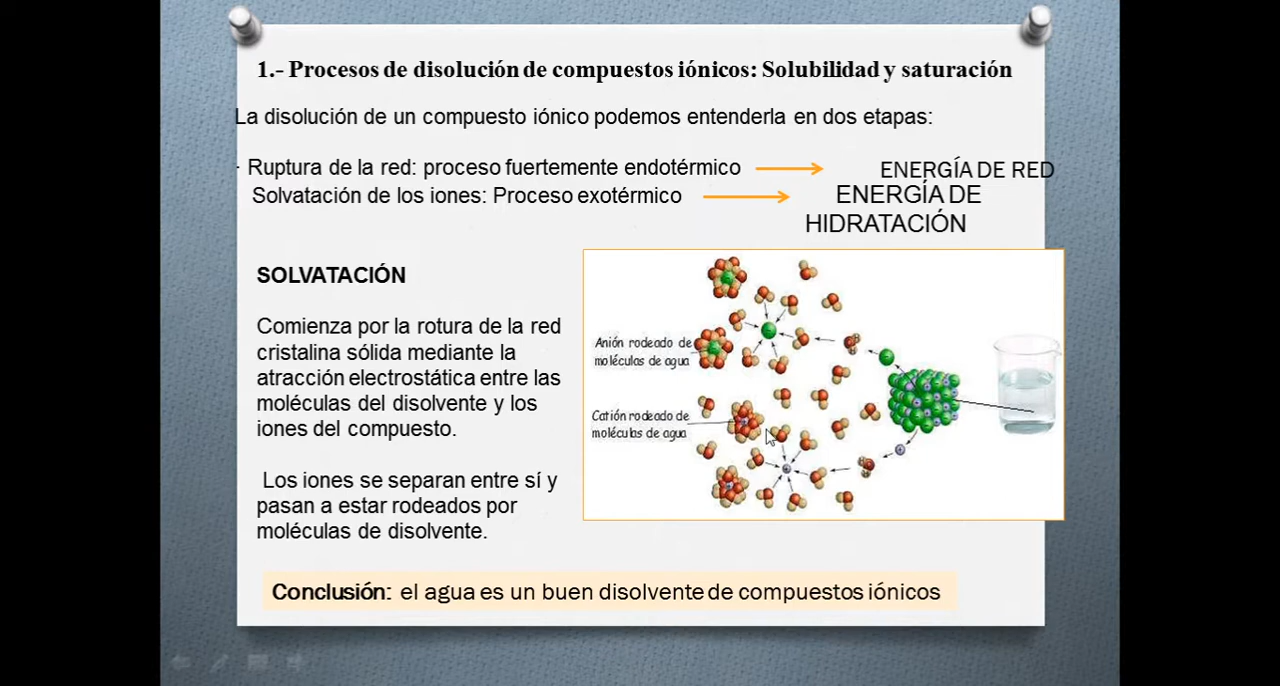 1.- Procesos de disolución de compuestos iónicos: Solubilidad y saturación
La disolución de un compuesto iónico podemos entenderla en dos etapas:
· Ruptura de la red: proceso fuertemente endotérmico
ENERGÍA DE RED
Solvatación de los iones: Proceso exotérmico
ENERGÍA DE
HIDRATACIÓN
SOLVATACIÓN
Comienza por la rotura de la red
cristalina sólida mediante la
atracción electrostática entre las
moléculas del disolvente y los
iones del compuesto.
Los iones se separan entre sí y
pasan a estar rodeados por
moléculas de disolvente.
Anión rodeado de
moléculas de agua
Catión rodeado de
moléculas de agua
Conclusión: el agua es un buen disolvente de compuestos iónicos